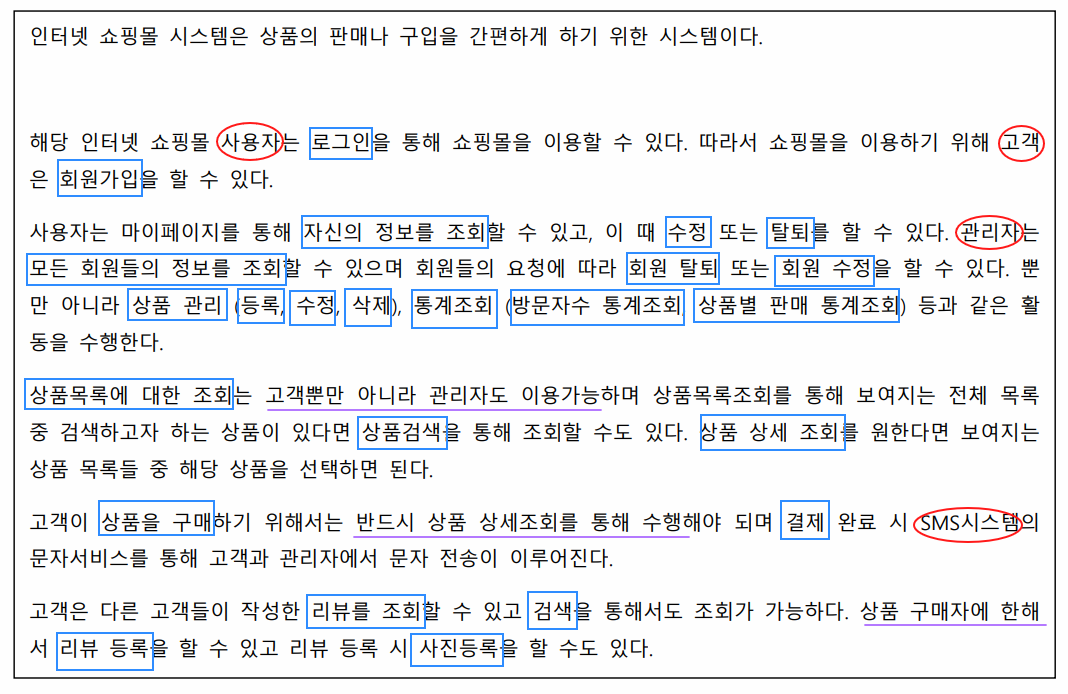 인터넷 쇼핑몰 시스템은 상품의 판매나 구입을 간편하게 하기 위한 시스템이다.
해당 인터넷 쇼핑몰 사용자는 로그인을 통해 쇼핑몰을 이용할 수 있다. 따라서 쇼핑몰을 이용하기 위해 고객
은 회원가입을 할 수 있다.
사용자는 마이페이지를 통해 자신의 정보를 조회할 수 있고, 이 때 수정 또는 탈퇴를 할 수 있다. 관리자는
모든 회원들의 정보를 조회할 수 있으며 회원들의 요청에 따라 회원 탈퇴 또는 회원 수정을 할 수 있다. 뿐
만 아니라 상품 관리 (등록, 수정, 삭제), 통계조회 (방문자수 통계조회, 상품별 판매 통계조회) 등과 같은 활
동을 수행한다.
상품목록에 대한 조회는 고객뿐만 아니라 관리자도 이용가능하며 상품목록조회를 통해 보여지는 전체 목록
중 검색하고자 하는 상품이 있다면 상품검색을 통해 조회할 수도 있다. 상품 상세 조회를 원한다면 보여지는
상품 목록들 중 해당 상품을 선택하면 된다.
고객이 상품을 구매하기 위해서는 반드시 상품 상세조회를 통해 수행해야 되며 결제 완료 시 SMS시스템의
문자서비스를 통해 고객과 관리자에서 문자 전송이 이루어진다.
고객은 다른 고객들이 작성한 리뷰를 조회할 수 있고 검색을 통해서도 조회가 가능하다. 상품 구매자에 한해
서 리뷰 등록을 할 수 있고 리뷰 등록 시 사진등록을 할 수도 있다.